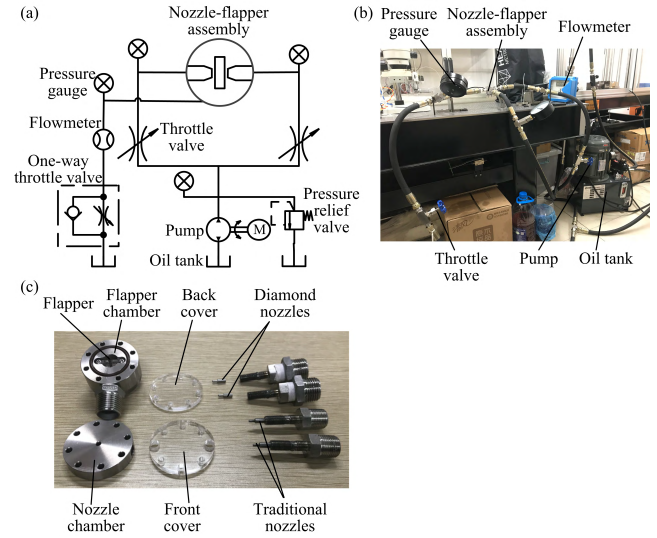 (a)
Nozzle-flapper
assembly
Pressure
gauge
Flowmeter
One-way
throttle valve
Throttle
valve
Pressure
relief
valve
Pump
M
Oil tank
(b)
Pressure
gauge
Nozzle-flapper
assembly
Flowmeter
Throttle
valve
Pump
Oil tank
(c)
Flapper
Flapper
chamber
Back
cover
Diamond
nozzles
Nozzle
chamber
Front
cover
Traditional
nozzles